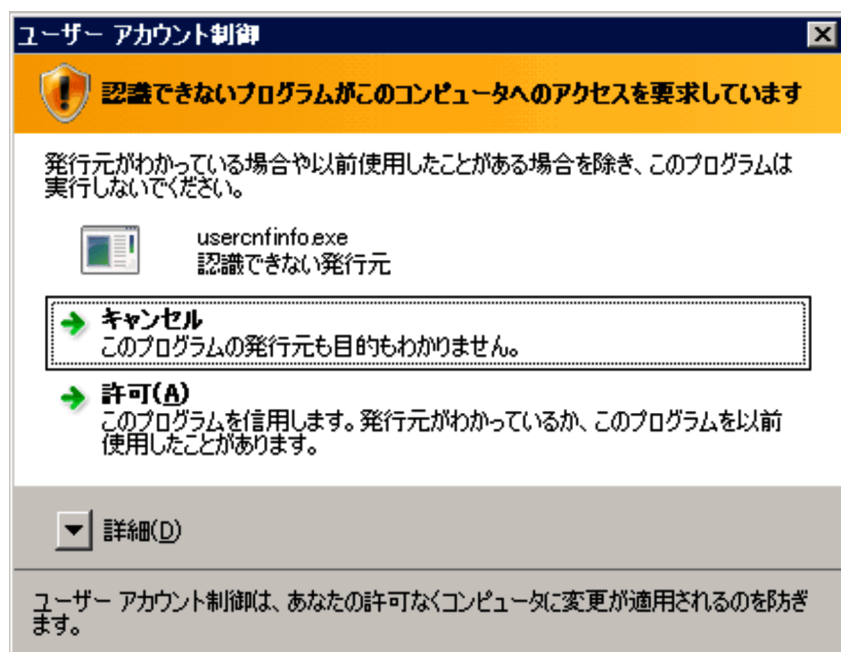 ユーザー アカウント制御
認識できないプログラムがこのコンピュータへのアクセスを要求しています
発行元がわかっている場合や以前使用したことがある場合を除き、このプログラムは
実行しないでください。
usercnfinfo.exe
認識できない発行元
キャンセル
このプログラムの発行元も目的もわかりません。
許可(A)
このプログラムを信用します。発行元がわかっているか、このプログラムを以前
使用したことがあります。
詳細(D)
ユーザー アカウント制御は、あなたの許可なくコンピュータに変更が適用されるのを防ぎ
ます。